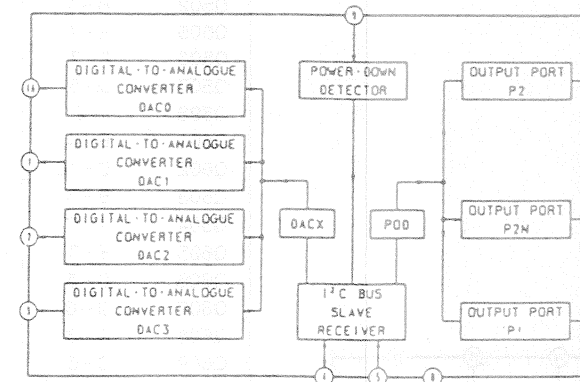 9
DIGITAL-TO-ANALOGUE
CONVERTER
DAC0
16
POWER-DOWN
DETECTOR
OUTPUT PORT
P2
DIGITAL-TO-ANALOGUE
CONVERTER
DAC1
1
DIGITAL-TO-ANALOGUE
CONVERTER
DAC2
2
DACX
POD
OUTPUT PORT
P2N
DIGITAL-TO-ANALOGUE
CONVERTER
DAC3
3
I²C BUS
SLAVE
RECEIVER
OUTPUT PORT
P1
4
5
8